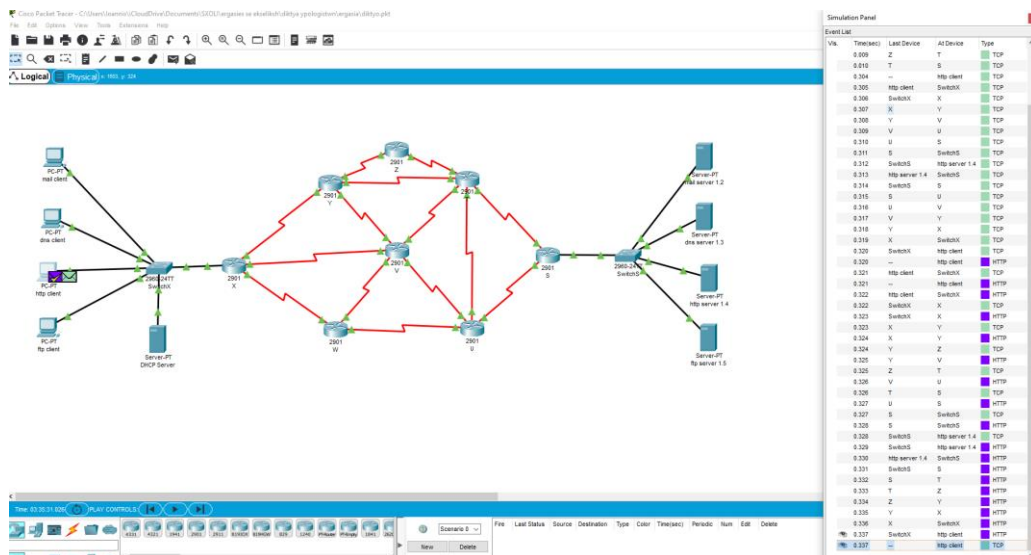 Cisco Packet Tracer - C:\Users\Ioannis\iCloudDrive\Documents\SXOLI\ergasies se ekseliksh\diktya ypologistwn\ergasia\diktyo.pkt
File Edit Options View Tools Extensions Help
Logical
Physical
PC-PT
mail client
PC-PT
dns client
PC-PT
http client
PC-PT
ftp client
2960-24TT
SwitchX
Server-PT
DHCP Server
2901
X
2901
Y
2901
Z
2901
2901
V
2901
W
2901
U
2901
S
2960-24TT
SwitchS
Server-PT
mail server 1.2
Server-PT
dns server 1.3
Server-PT
http server 1.4
Server-PT
ftp server 1.5
Time: 03:35:31.826
PLAY CONTROLS:
Scenario 0
New Delete
Fire Last Status Source Destination Type Color Time(sec) Periodic Num Edit Delete
Simulation Panel
Event List
Vis. Time(sec) Last Device At Device Type
0.009 Z T TCP
0.010 T S TCP
0.304 -- http client TCP
0.305 http client SwitchX TCP
0.306 SwitchX X TCP
0.307 X Y TCP
0.308 Y V TCP
0.309 V U TCP
0.310 U S TCP
0.311 S SwitchS TCP
0.312 SwitchS http server 1.4 TCP
0.313 http server 1.4 SwitchS TCP
0.314 SwitchS S TCP
0.315 S U TCP
0.316 U V TCP
0.317 V Y TCP
0.318 Y X TCP
0.319 X SwitchX TCP
0.320 SwitchX http client TCP
0.320 -- http client HTTP
0.321 http client SwitchX TCP
0.321 -- http client HTTP
0.322 http client SwitchX HTTP
0.322 SwitchX X TCP
0.323 SwitchX X HTTP
0.323 X Y TCP
0.324 X Y HTTP
0.324 Y Z TCP
0.325 Y V HTTP
0.325 Z T TCP
0.326 V U HTTP
0.326 T S TCP
0.327 U S HTTP
0.327 S SwitchS TCP
0.328 S SwitchS HTTP
0.328 SwitchS http server 1.4 TCP
0.329 SwitchS http server 1.4 HTTP
0.330 http server 1.4 SwitchS HTTP
0.331 SwitchS S HTTP
0.332 S T HTTP
0.333 T Z HTTP
0.334 Z Y HTTP
0.335 Y X HTTP
0.336 X SwitchX HTTP
0.337 SwitchX http client HTTP
0.337 -- http client TCP